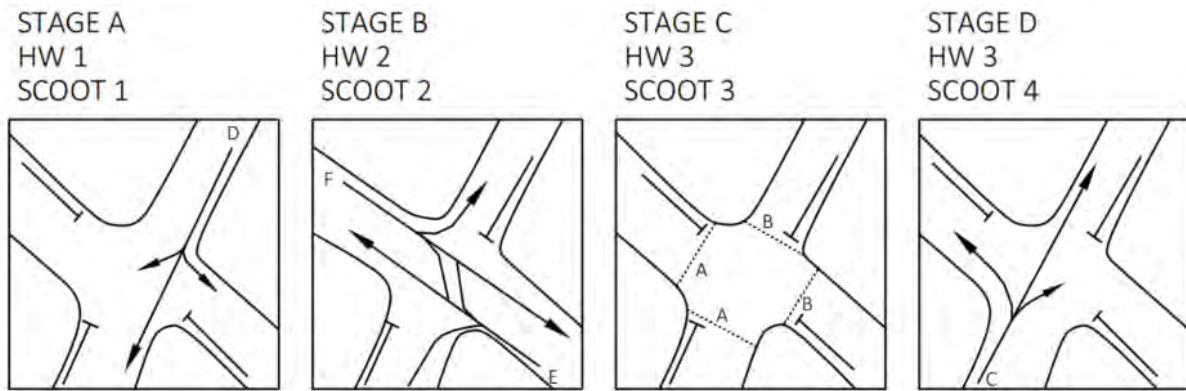 STAGE A
HW 1
SCOOT 1
STAGE B
HW 2
SCOOT 2
STAGE C
HW 3
SCOOT 3
STAGE D
HW 3
SCOOT 4
D
F
E
B
A
B
A
C